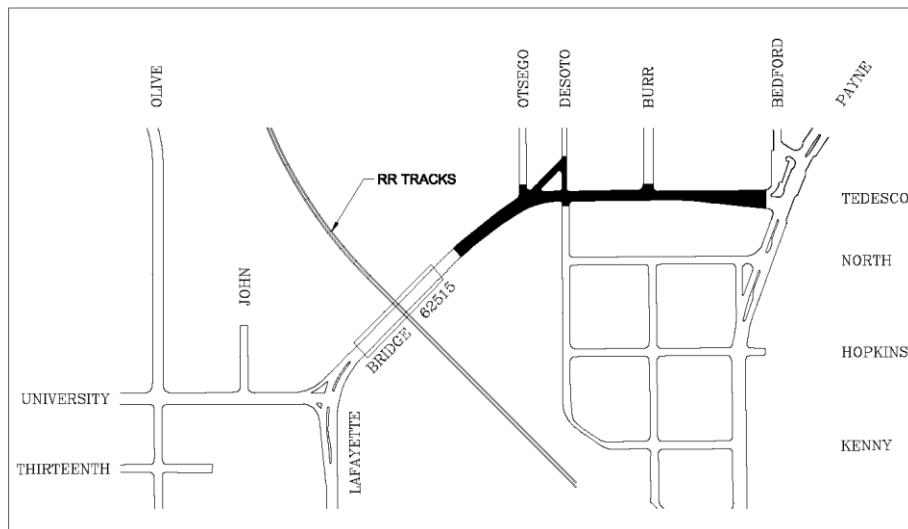 OLIVE
OTSEGO
DESOTO
BURR
BEDFORD
PAYNE
RR TRACKS
TEDESCO
NORTH
JOHN
BRIDGE 62515
HOPKINS
UNIVERSITY
LAFAYETTE
KENNY
THIRTEENTH